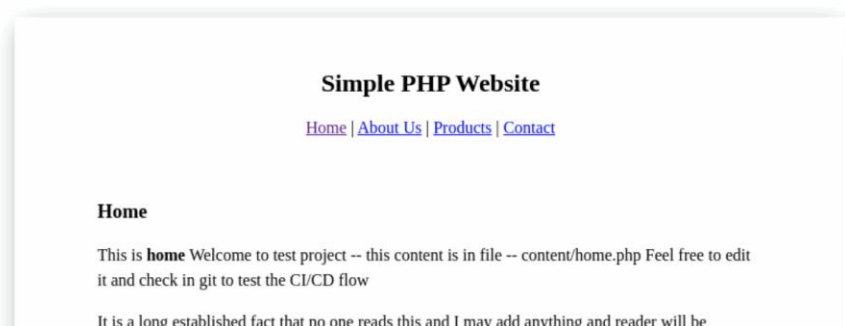 Simple PHP Website
Home | About Us | Products | Contact
Home
This is home Welcome to test project -- this content is in file -- content/home.php Feel free to edit
it and check in git to test the CI/CD flow
It is a long established fact that no one reads this and I may add anything and reader will be